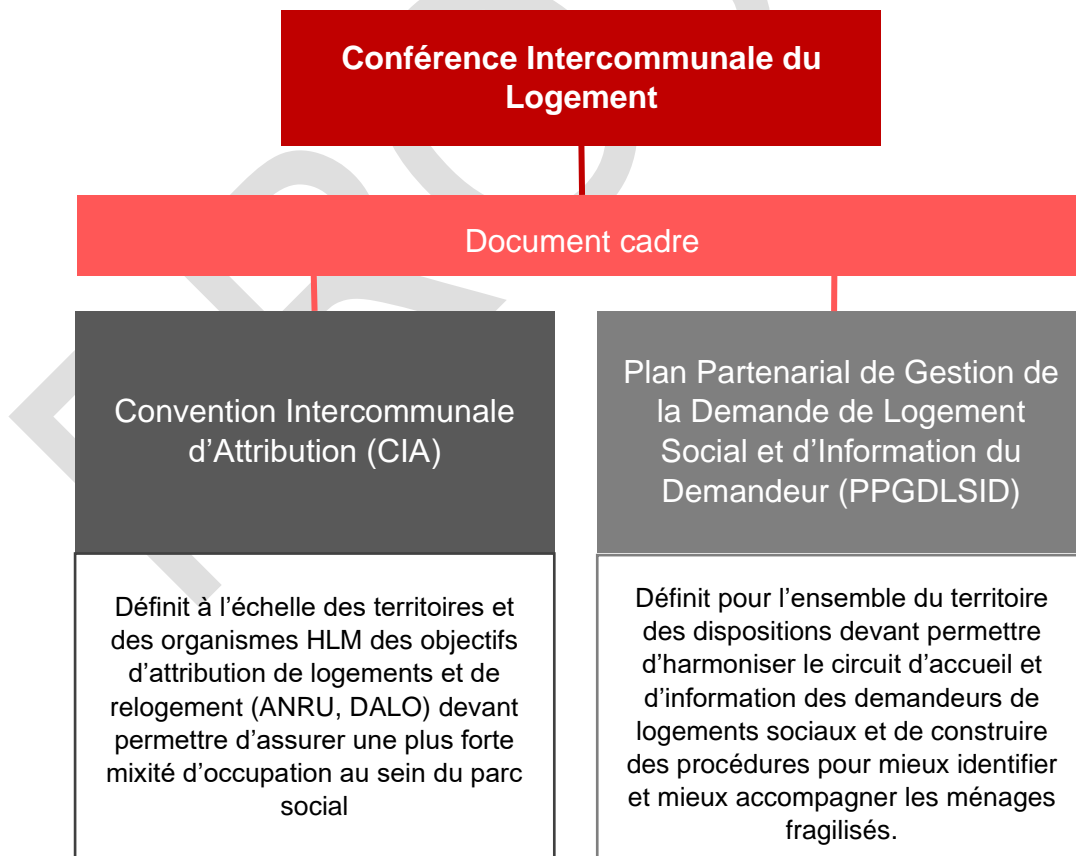 Conférence Intercommunale du
Logement
Document cadre
Convention Intercommunale
d’Attribution (CIA)
Plan Partenarial de Gestion de
la Demande de Logement
Social et d’Information du
Demandeur (PPGDLSID)
Définit à l’échelle des territoires et
des organismes HLM des objectifs
d’attribution de logements et de
relogement (ANRU, DALO) devant
permettre d’assurer une plus forte
mixité d’occupation au sein du parc
social
Définit pour l’ensemble du territoire
des dispositions devant permettre
d’harmoniser le circuit d’accueil et
d’information des demandeurs de
logements sociaux et de construire
des procédures pour mieux identifier
et mieux accompagner les ménages
fragilisés.